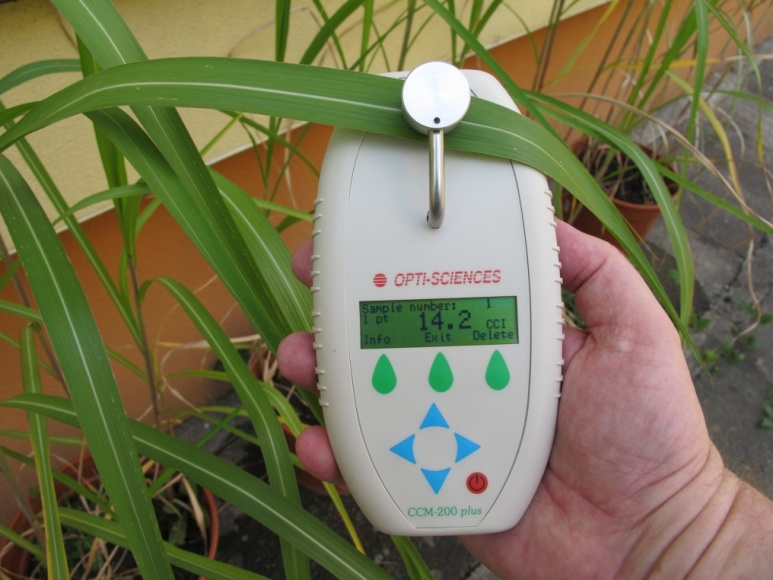 OPTI-SCIENCES
Sample number: 1
1 pt 14.2 CCI
Info Exit Delete
CCM-200 plus